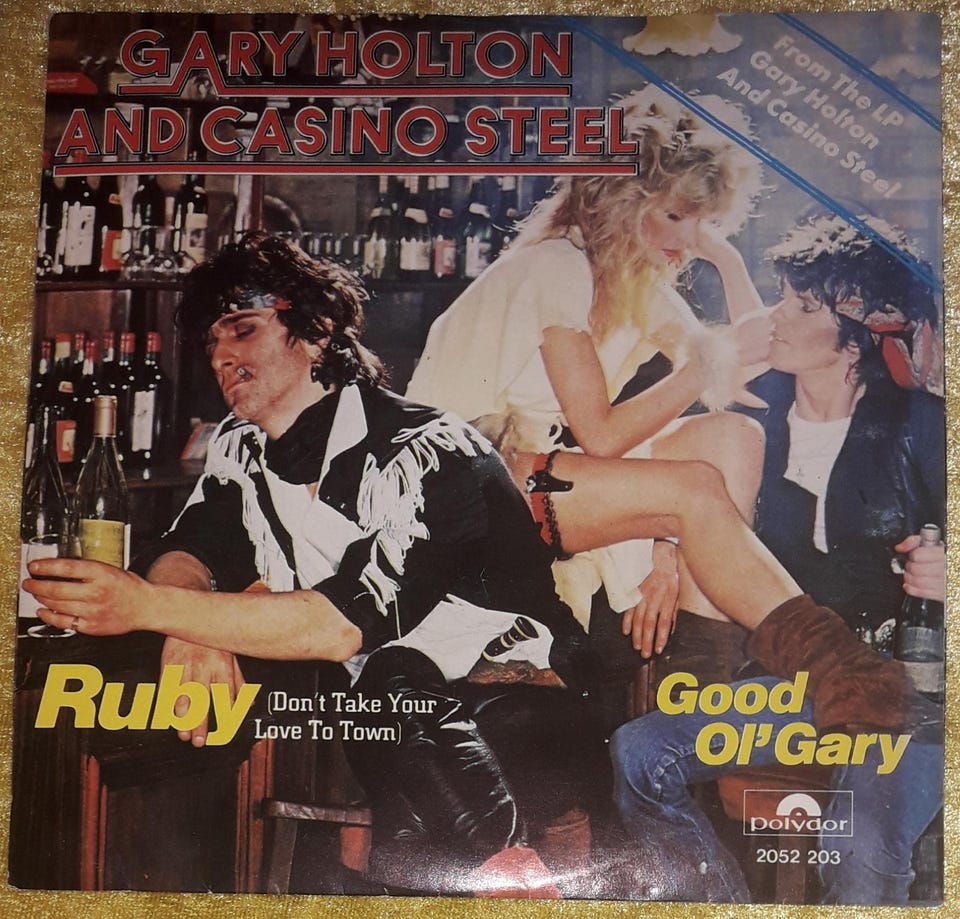 GARY HOLTON
AND CASINO STEEL
From The LP
Gary Holton
And Casino Steel
Ruby (Don't Take Your
Love To Town)
Good
Ol' Gary
polydor
2052 203